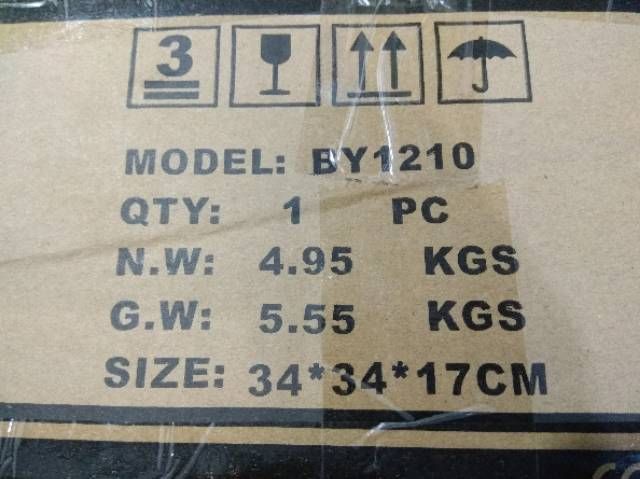 3
MODEL: BY1210
QTY: 1 PC
N.W: 4.95 KGS
G.W: 5.55 KGS
SIZE: 34*34*17CM